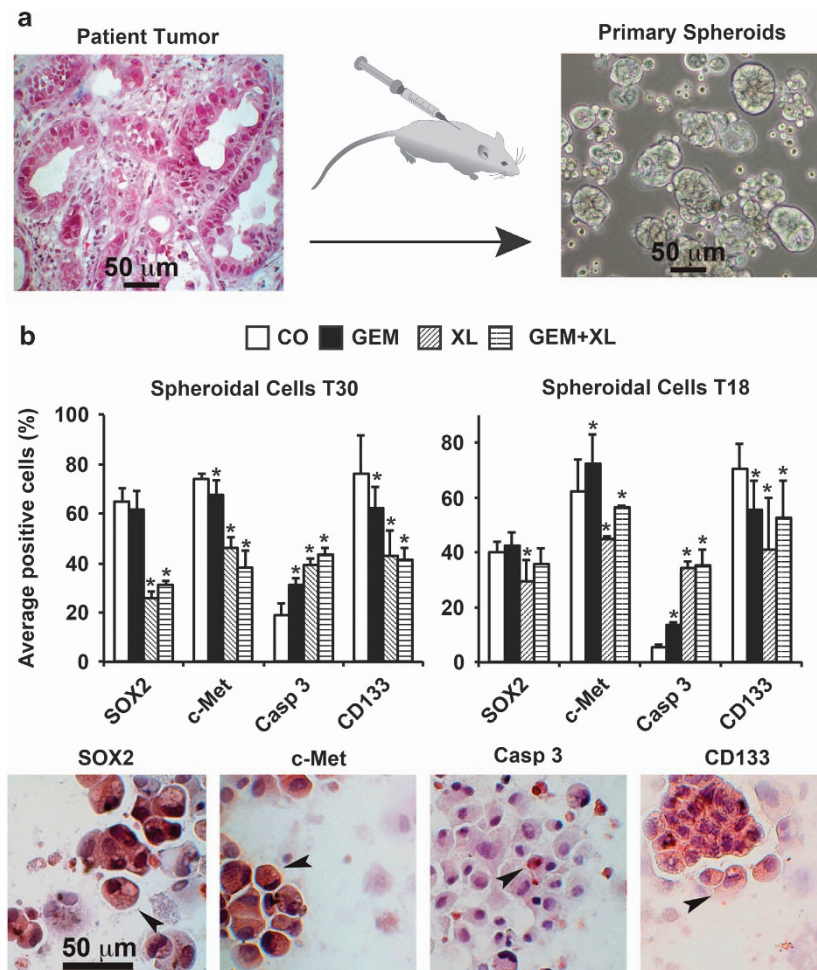 a
Patient Tumor
Primary Spheroids
50 µm
50 µm
b
CO GEM XL GEM+XL
Spheroidal Cells T30
Spheroidal Cells T18
Average positive cells (%)
100
80
60
40
20
0
80
60
40
20
0
* * * * * * * * * *
* * * * * * * * * *
SOX2 c-Met Casp 3 CD133
SOX2 c-Met Casp 3 CD133
SOX2 c-Met Casp 3 CD133
50 µm